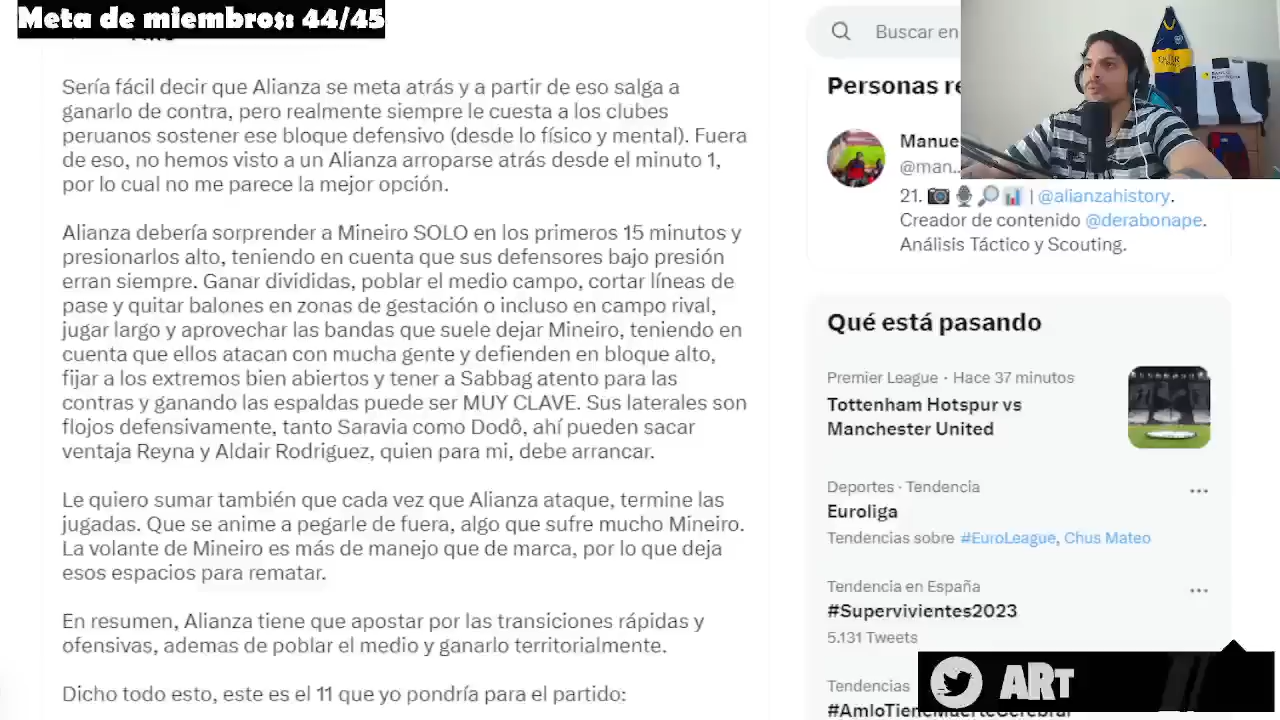 Meta de miembros: 44/45
Sería fácil decir que Alianza se meta atrás y a partir de eso salga a
ganarlo de contra, pero realmente siempre le cuesta a los clubes
peruanos sostener ese bloque defensivo (desde lo físico y mental). Fuera
de eso, no hemos visto a un Alianza arroparse atrás desde el minuto 1,
por lo cual no me parece la mejor opción.
Alianza debería sorprender a Mineiro SOLO en los primeros 15 minutos y
presionarlos alto, teniendo en cuenta que sus defensores bajo presión
erran siempre. Ganar divididas, poblar el medio campo, cortar líneas de
pase y quitar balones en zonas de gestación o incluso en campo rival,
jugar largo y aprovechar las bandas que suele dejar Mineiro, teniendo en
cuenta que ellos atacan con mucha gente y defienden en bloque alto,
fijar a los extremos bien abiertos y tener a Sabbag atento para las
contras y ganando las espaldas puede ser MUY CLAVE. Sus laterales son
flojos defensivamente, tanto Saravia como Dodô, ahí pueden sacar
ventaja Reyna y Aldair Rodriguez, quien para mi, debe arrancar.
Le quiero sumar también que cada vez que Alianza ataque, termine las
jugadas. Que se anime a pegarle de fuera, algo que sufre mucho Mineiro.
La volante de Mineiro es más de manejo que de marca, por lo que deja
esos espacios para rematar.
En resumen, Alianza tiene que apostar por las transiciones rápidas y
ofensivas, ademas de poblar el medio y ganarlo territorialmente.
Dicho todo esto, este es el 11 que yo pondría para el partido:
Buscar en
Personas re
Manue
@man..
21. | @alianzahistory.
Creador de contenido @derabonape.
Análisis Táctico y Scouting.
Qué está pasando
Premier League · Hace 37 minutos
Tottenham Hotspur vs
Manchester United
Deportes · Tendencia
Euroliga
Tendencias sobre #EuroLeague, Chus Mateo
Tendencia en España
#Supervivientes2023
5.131 Tweets
Tendencias
ART